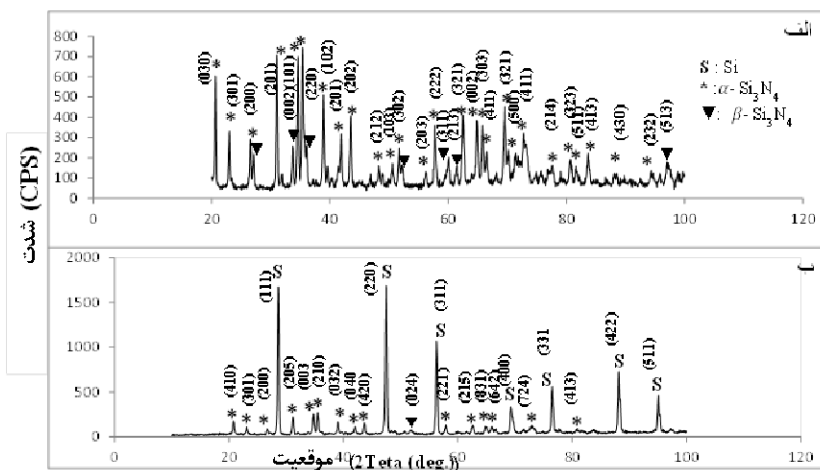 الف
800
700
600
500
400
300
200
100
0
(030) (301) (200) (201) (002) (101) (220) (102) (201) (202) (212) (103) (302) (203) (222) (311) (213) (321) (002) (303) (411) (321) (500) (411) (214) (323) (511) (413) (430) (232) (513)
S : Si
* : α- Si3N4
▼: β- Si3N4
0 20 40 60 80 100 120
شدت (CPS)
2000
1500
1000
500
0
(410) (301) (200) (111) (205) (003 (210) (032) (040 (420) (220) (024) (311) (221) (215) (831) (642) (400) (724) (331 (413) (422) (511)
S S S S S S S
0 20 40 60 80 100 120
موقعیت (2Teta (deg.))